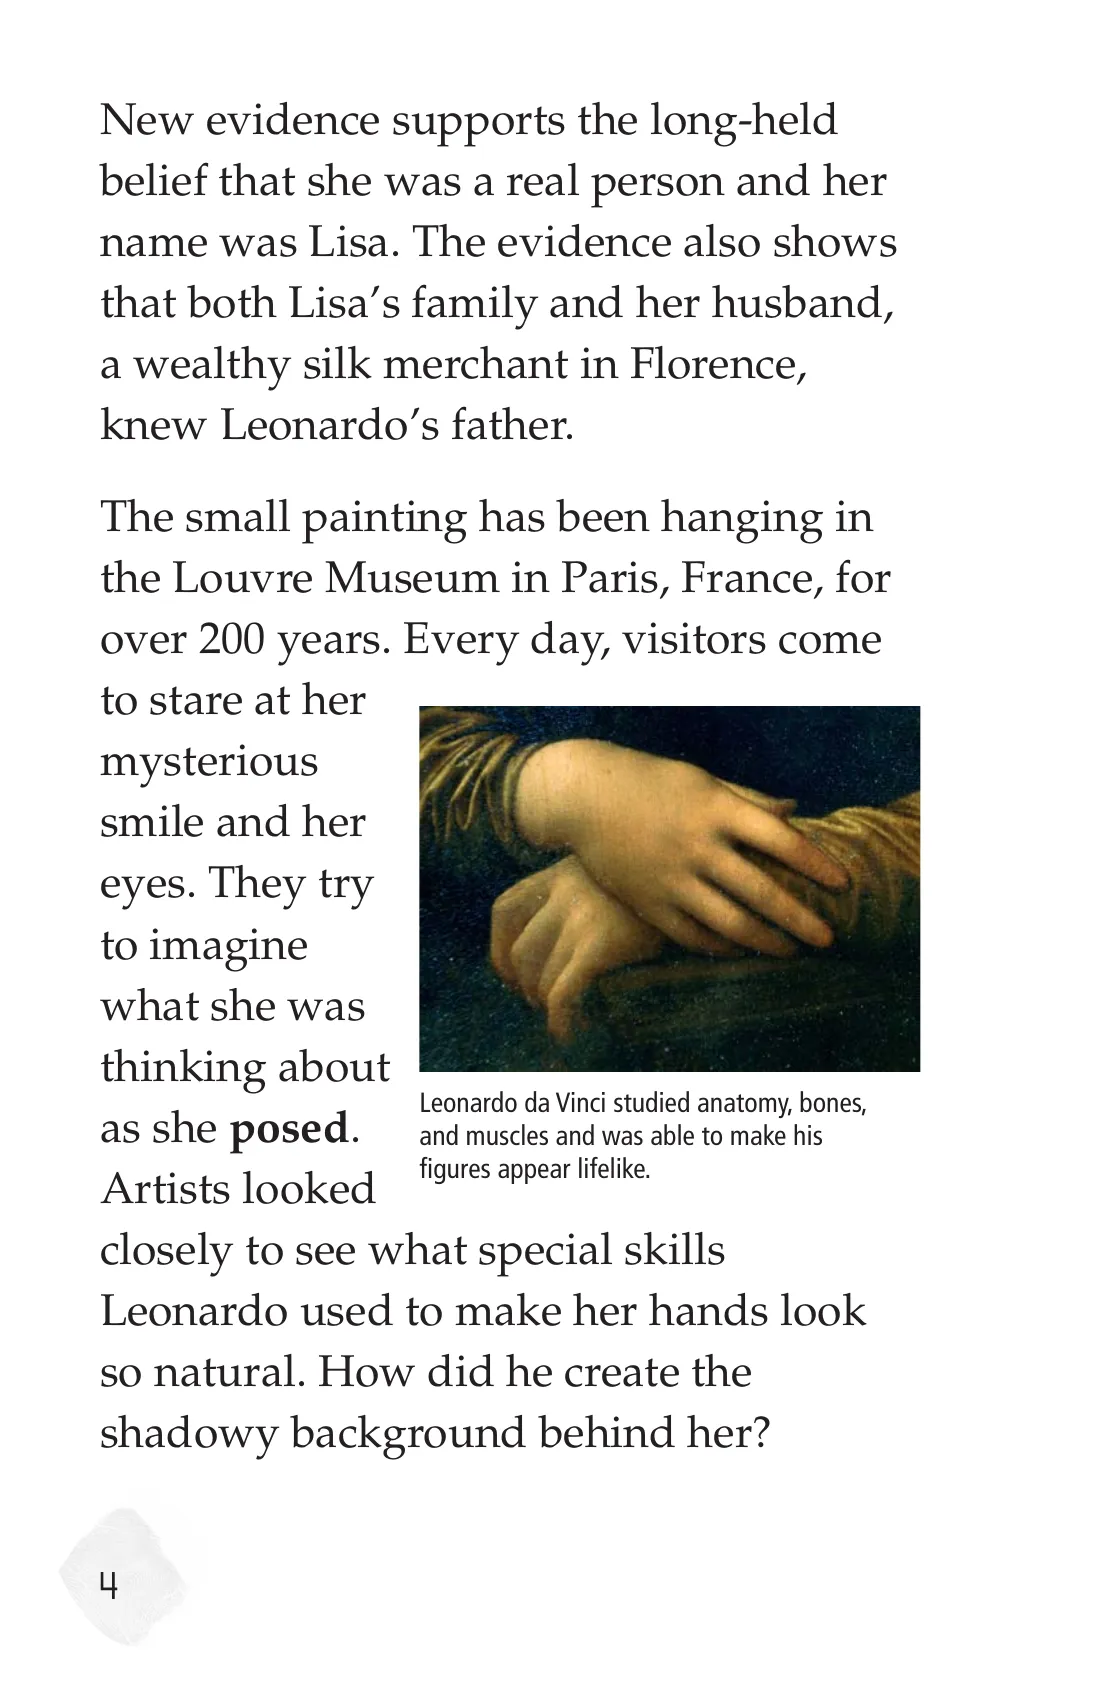 New evidence supports the long-held
belief that she was a real person and her
name was Lisa. The evidence also shows
that both Lisa’s family and her husband,
a wealthy silk merchant in Florence,
knew Leonardo’s father.
The small painting has been hanging in
the Louvre Museum in Paris, France, for
over 200 years. Every day, visitors come
to stare at her
mysterious
smile and her
eyes. They try
to imagine
what she was
thinking about
as she posed.
Artists looked
closely to see what special skills
Leonardo used to make her hands look
so natural. How did he create the
shadowy background behind her?
Leonardo da Vinci studied anatomy, bones,
and muscles and was able to make his
figures appear lifelike.
4